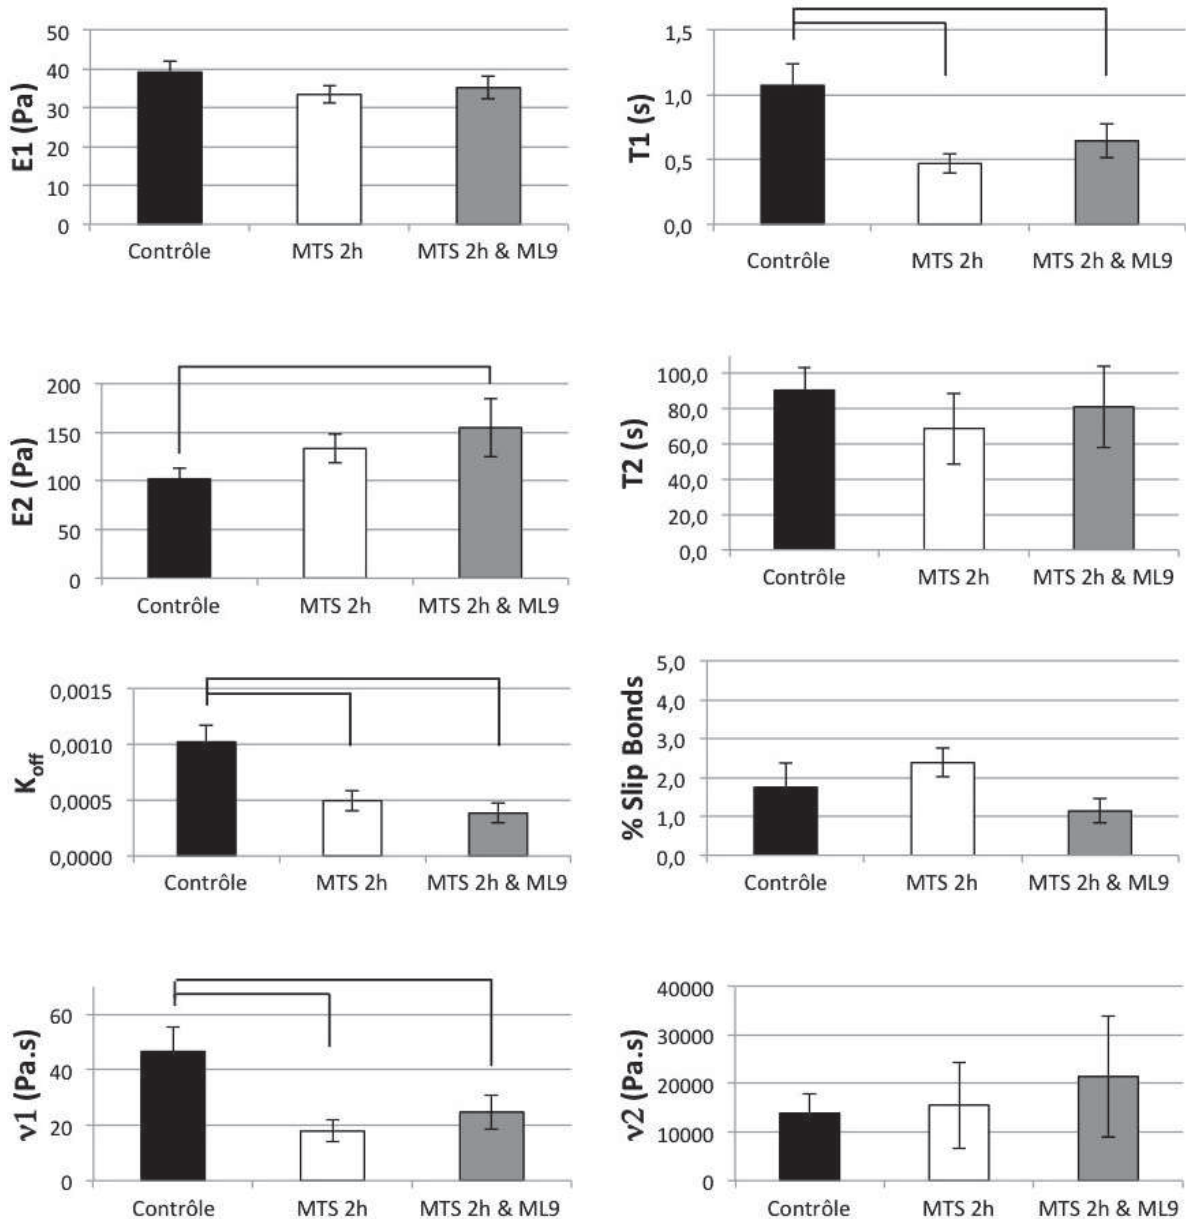 E1 (Pa)
50
40
30
20
10
0
Contrôle MTS 2h MTS 2h & ML9
T1 (s)
1,5
1,0
0,5
0,0
Contrôle MTS 2h MTS 2h & ML9
E2 (Pa)
200
150
100
50
0
Contrôle MTS 2h MTS 2h & ML9
T2 (s)
100,0
80,0
60,0
40,0
20,0
0,0
Contrôle MTS 2h MTS 2h & ML9
Koff
0,0015
0,0010
0,0005
0,0000
Contrôle MTS 2h MTS 2h & ML9
% Slip Bonds
5,0
4,0
3,0
2,0
1,0
0,0
Contrôle MTS 2h MTS 2h & ML9
ν1 (Pa.s)
60
40
20
0
Contrôle MTS 2h MTS 2h & ML9
ν2 (Pa.s)
40000
30000
20000
10000
0
Contrôle MTS 2h MTS 2h & ML9